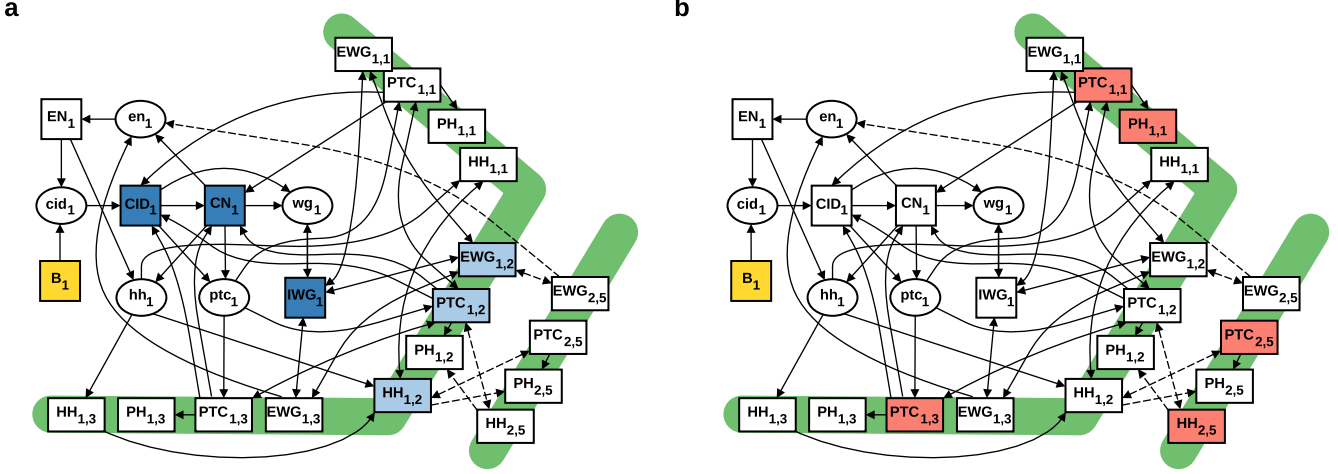 a
EWG1,1
PTC1,1
PH1,1
HH1,1
EN1
en1
cid1
CID1
CN1
wg1
B1
hh1
ptc1
IWG1
EWG1,2
PTC1,2
PH1,2
HH1,2
EWG2,5
PTC2,5
PH2,5
HH2,5
HH1,3
PH1,3
PTC1,3
EWG1,3
b
EWG1,1
PTC1,1
PH1,1
HH1,1
EN1
en1
cid1
CID1
CN1
wg1
B1
hh1
ptc1
IWG1
EWG1,2
PTC1,2
PH1,2
HH1,2
EWG2,5
PTC2,5
PH2,5
HH2,5
HH1,3
PH1,3
PTC1,3
EWG1,3